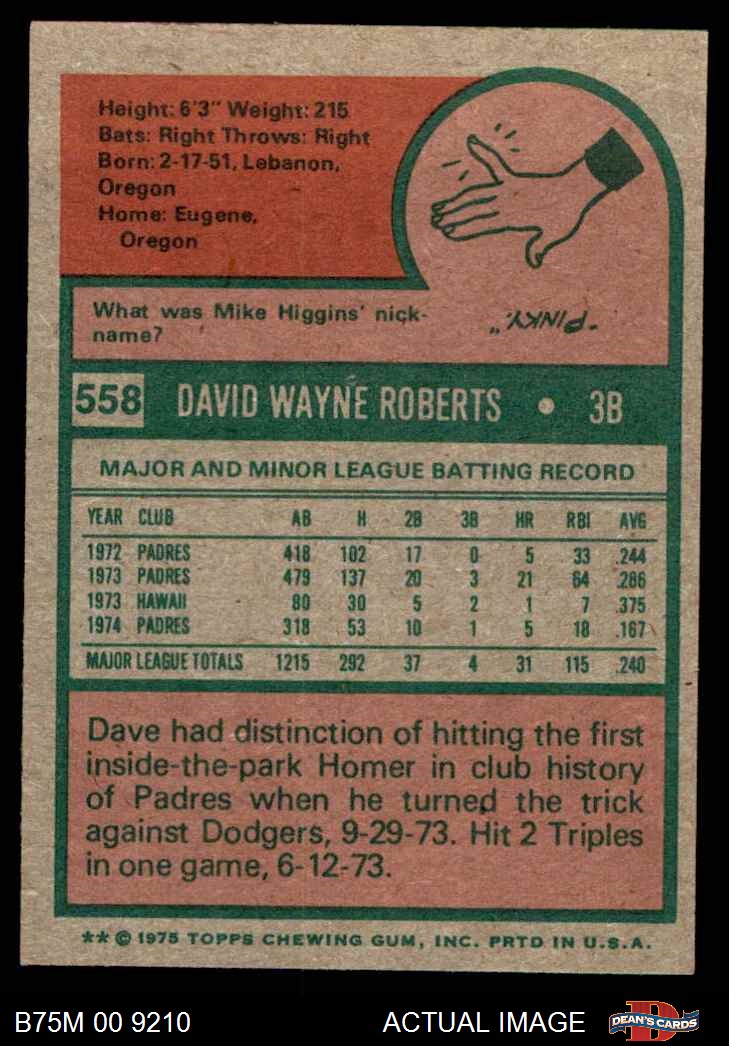 Height: 6'3" Weight: 215
Bats: Right Throws: Right
Born: 2-17-51, Lebanon,
Oregon
Home: Eugene,
Oregon
What was Mike Higgins' nick-
name?
"PINKY."
558 DAVID WAYNE ROBERTS • 3B
MAJOR AND MINOR LEAGUE BATTING RECORD
YEAR CLUB AB H 2B 3B HR RBI AVG
1972 PADRES 418 102 17 0 5 33 .244
1973 PADRES 479 137 20 3 21 64 .286
1973 HAWAII 80 30 5 2 1 7 .375
1974 PADRES 318 53 10 1 5 18 .167
MAJOR LEAGUE TOTALS 1215 292 37 4 31 115 .240
Dave had distinction of hitting the first
inside-the-park Homer in club history
of Padres when he turned the trick
against Dodgers, 9-29-73. Hit 2 Triples
in one game, 6-12-73.
** © 1975 TOPPS CHEWING GUM, INC. PRTD IN U.S.A.
B75M 00 9210 ACTUAL IMAGE DEAN'S CARDS